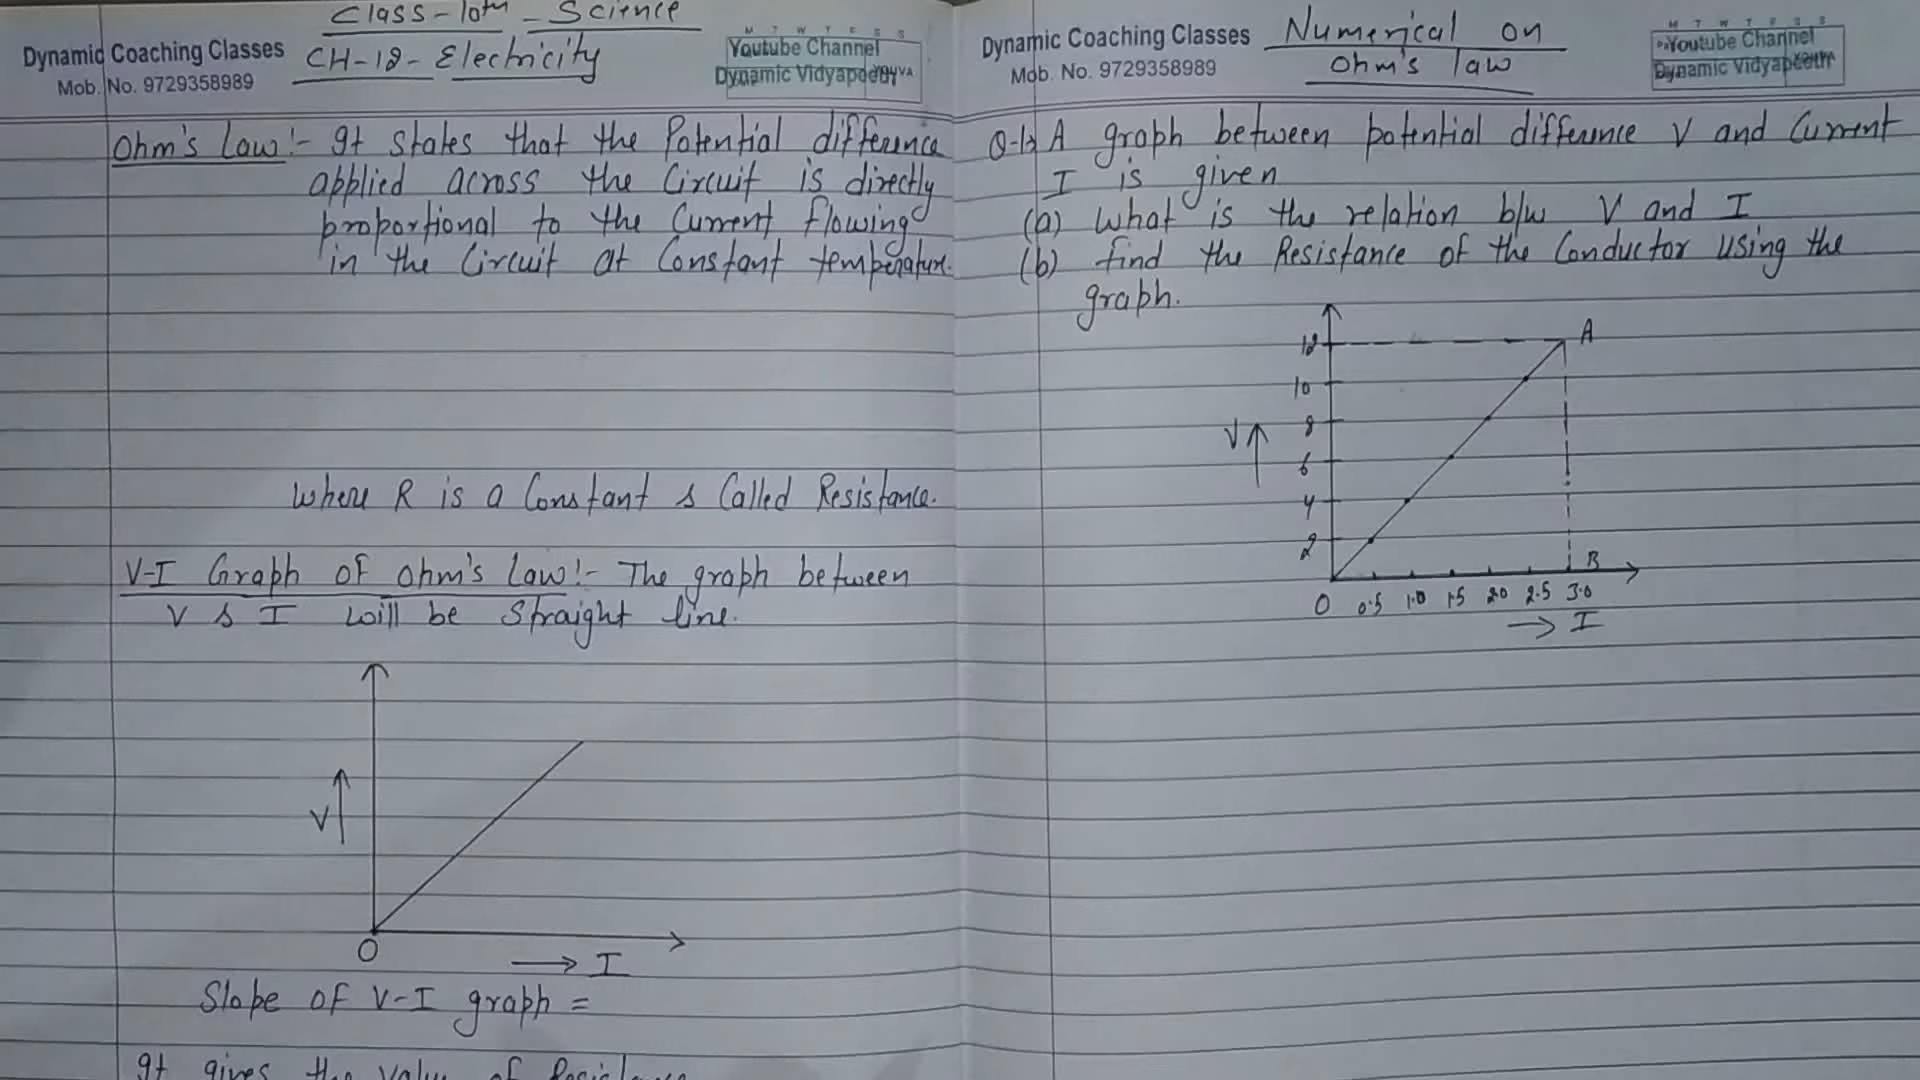 Class-10th - Science
CH-12- Electricity
Dynamic Coaching Classes
Mob. No. 9729358989
M T W T F S S
Youtube Channel
Dynamic Vidyapeeth
Ohm's Law:- It states that the Potential difference
applied across the Circuit is directly
proportional to the Current flowing
in the Circuit at Constant temperature.
where R is a Constant & Called Resistance.
V-I Graph OF Ohm's Law:- The graph between
V & I will be straight line.
V
O
I
Slope OF V-I graph =
It gives the value of Resistance
Dynamic Coaching Classes
Mob. No. 9729358989
Numerical on
Ohm's law
M T W T F S S
Youtube Channel
Dynamic Vidyapeeth
Q-1) A graph between potential difference V and Current
I is given
(a) What is the relation b/w V and I
(b) find the Resistance of the Conductor using the
graph.
12
A
10
V
8
6
4
2
B
O 0.5 1.0 1.5 2.0 2.5 3.0
I